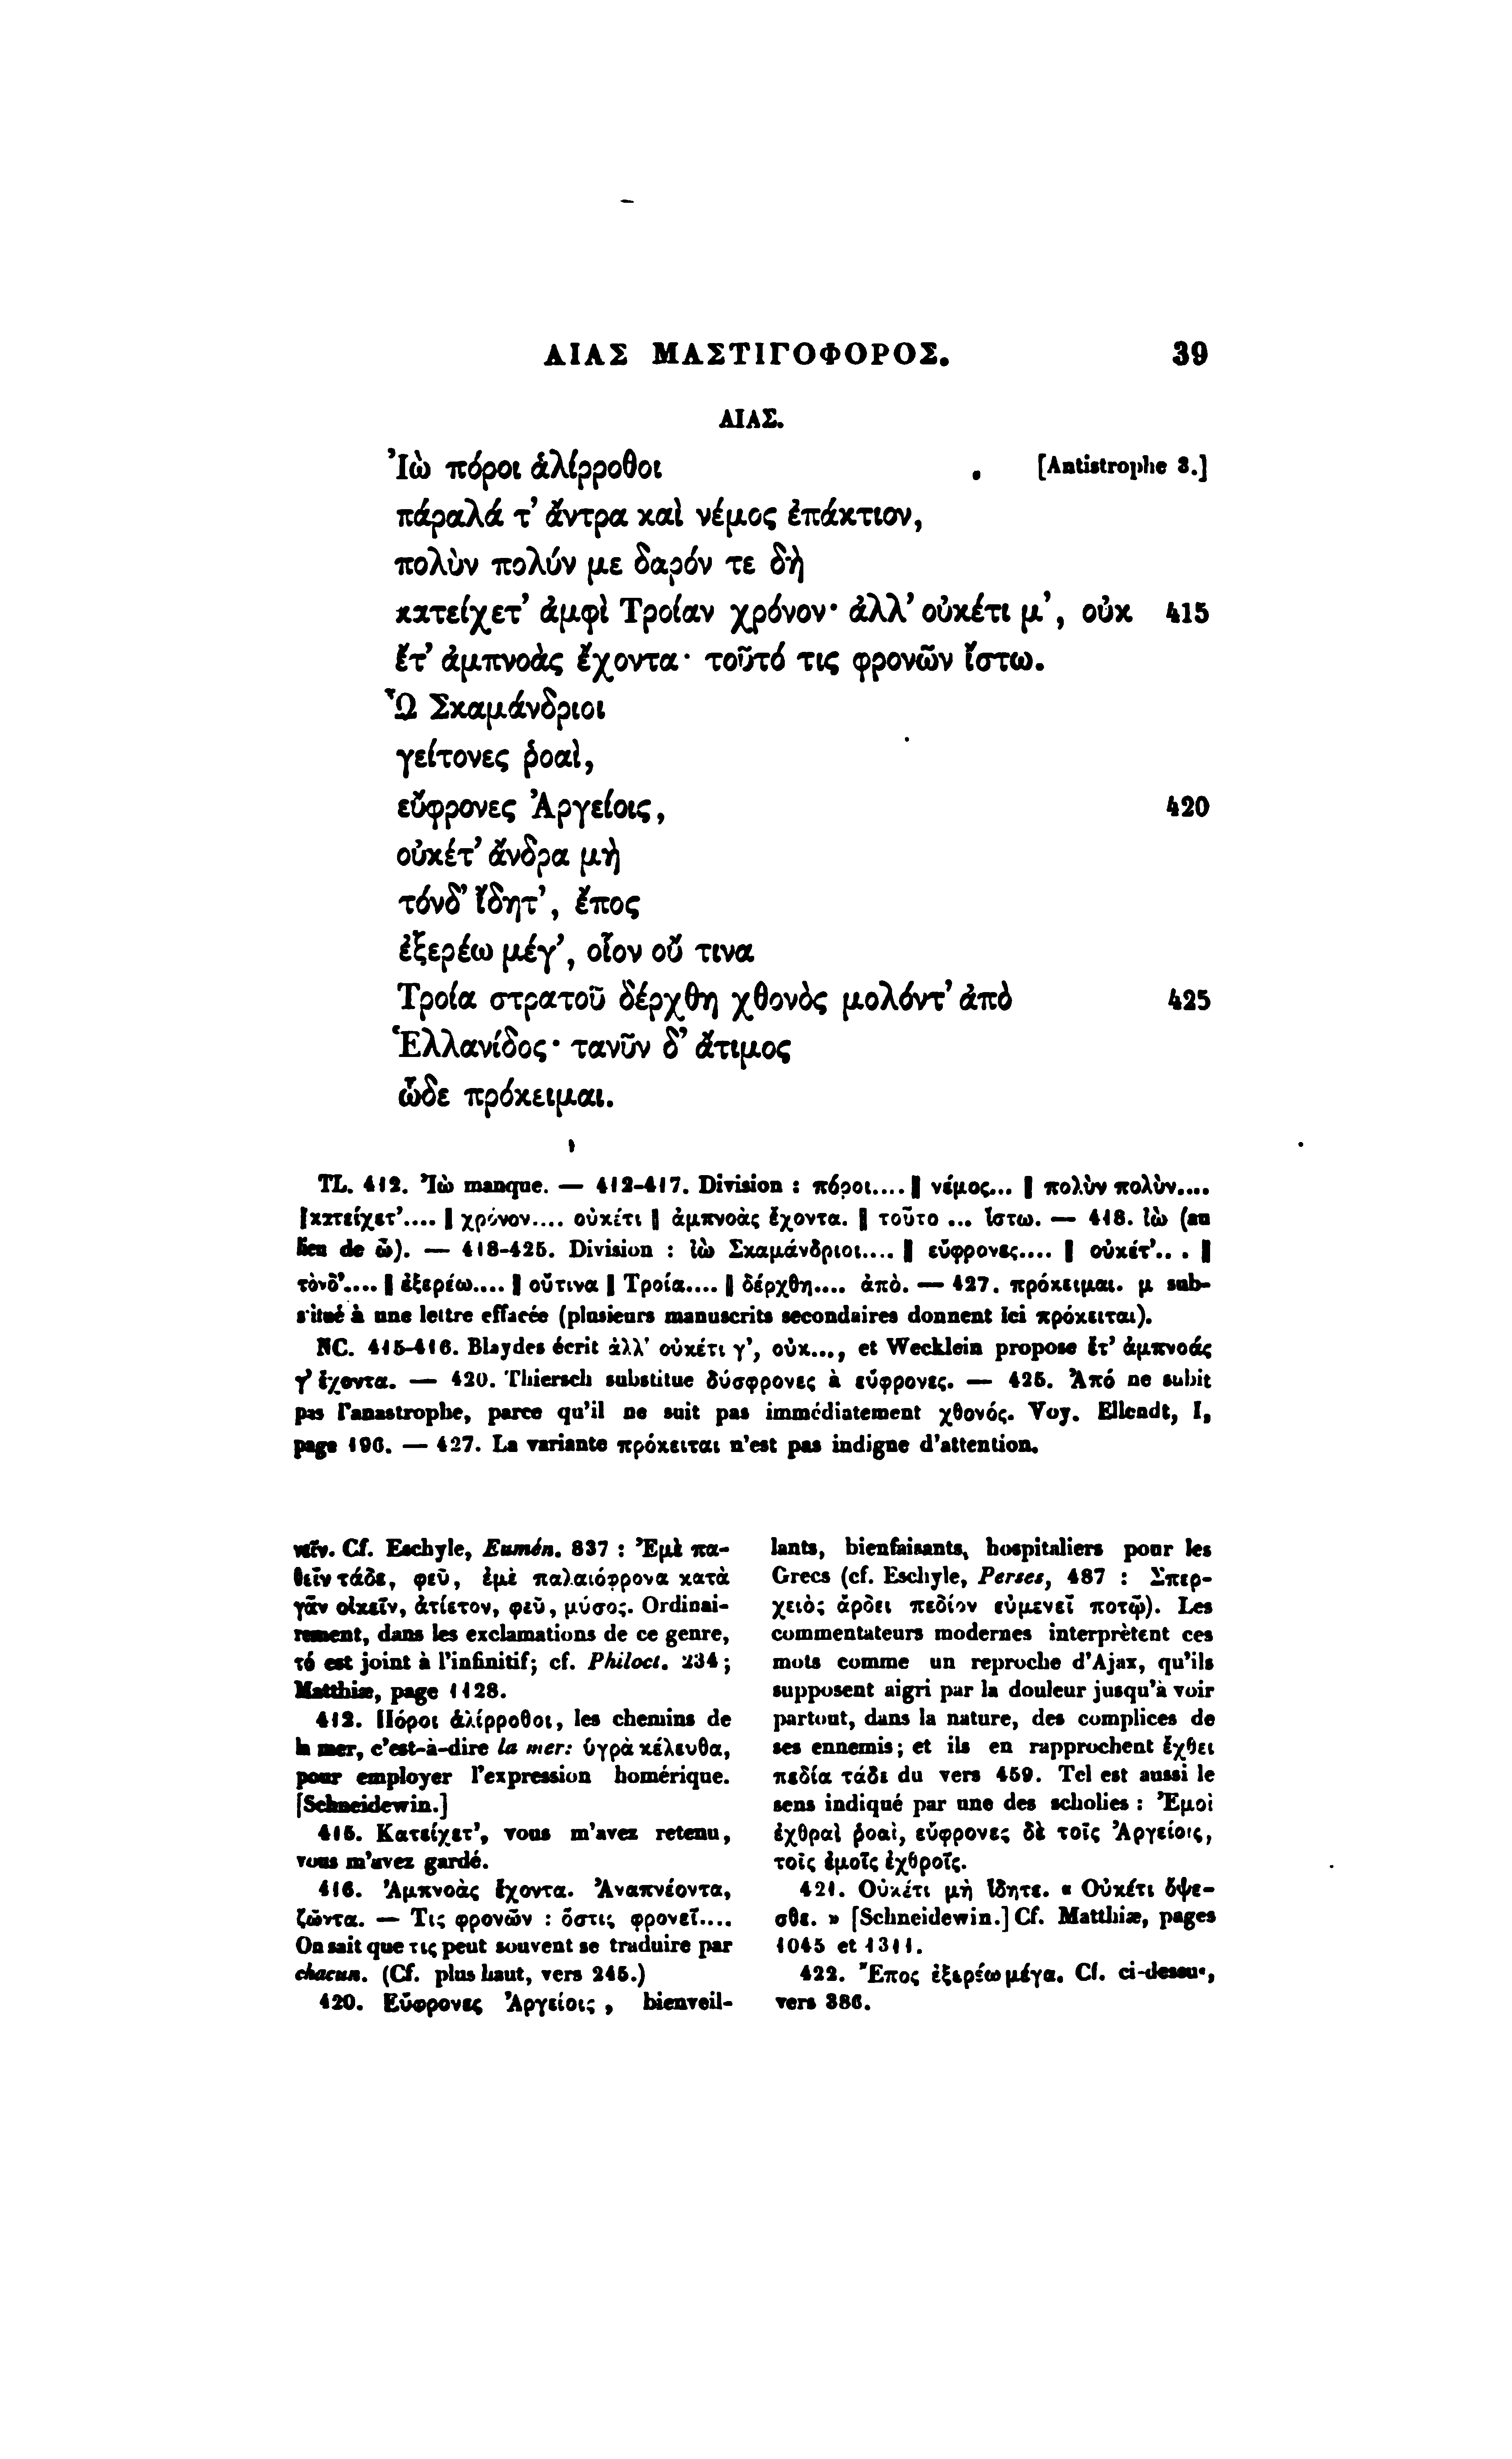 ΑΙΑΣ ΜΑΣΤΙΓΟΦΟΡΟΣ. 39
ΑΙΑΣ.
Ἰὼ πόροι ἁλίρροθοι [Antistrophe 3.]
πάραλά τ' ἄντρα καὶ νέμος ἐπάκτιον,
πολὺν πολύν με δαρόν τε δὴ
κατείχετ' ἀμφὶ Τροίαν χρόνον· ἀλλ' οὐκέτι μ', οὐκ 415
ἔτ' ἀμπνοὰς ἔχοντα· τοῦτό τις φρονῶν ἴστω.
Ὦ Σκαμάνδριοι
γείτονες ῥοαὶ,
εὔφρονες Ἀργείοις, 420
οὐκέτ' ἄνδρα μὴ
τόνδ' ἴδητ', ἔπος
ἐξερέω μέγ', οἷον οὔ τινα
Τροία στρατοῦ δέρχθη χθονὸς μολόντ' ἀπὸ 425
Ἑλλανίδος· τανῦν δ' ἄτιμος
ὧδε πρόκειμαι.
TL. 412. Ἰὼ manque. — 412-417. Division : πόροι.... || νέμος... || πολὺν πολὺν....
|| κατείχετ'.... || χρόνον.... οὐκέτι || ἀμπνοὰς ἔχοντα. || τοῦτο ... ἴστω. — 418. ἰὼ (au
lieu de ὦ). — 418-425. Division : ἰὼ Σκαμάνδριοι.... || εὔφρονες.... || οὐκέτ'... ||
τὸνδ'.... || ἐξερέω.... || οὔτινα || Τροία.... || δέρχθη.... ἀπὸ. — 427. πρόκειμαι. μ sub-
stitué à une lettre effacée (plusieurs manuscrits secondaires donnent ici πρόκειται).
NC. 415-416. Blaydes écrit ἀλλ' οὐκέτι γ', οὐκ..., et Wecklein propose ἔτ' ἀμπνοάς
γ' ἔχοντα. — 420. Thiersch substitue δύσφρονες à εὔφρονες. — 425. Ἀπό ne subit
pas l'anastrophe, parce qu'il ne suit pas immédiatement χθονός. Voy. Ellendt, I,
page 196. — 427. La variante πρόκειται n'est pas indigne d'attention.
νεῖν. Cf. Eschyle, Eumén. 837 : Ἐμὲ πα-
θεῖν τάδε, φεῦ, ἐμὲ παλαιόφρονα κατὰ
γᾶν οἰκεῖν, ἀτίετον, φεῦ, μύσος. Ordinai-
rement, dans les exclamations de ce genre,
τό est joint à l'infinitif; cf. Philoct. 234;
Matthiæ, page 1128.
412. Πόροι ἁλίρροθοι, les chemins de
la mer, c'est-à-dire la mer: ὑγρὰ κέλευθα,
pour employer l'expression homérique.
[Schneidewin.]
415. Κατείχετ', vous m'avez retenu,
vous m'avez gardé.
416. Ἀμπνοὰς ἔχοντα. Ἀναπνέοντα,
ζῶντα. — Τις φρονῶν : ὅστις φρονεῖ....
On sait que τις peut souvent se traduire par
chacun. (Cf. plus haut, vers 245.)
420. Εὔφρονες Ἀργείοις, bienveil-
lants, bienfaisants, hospitaliers pour les
Grecs (cf. Eschyle, Perses, 487 : Σπερ-
χειὸς ἄρδει πεδίον εὐμενεῖ ποτῷ). Les
commentateurs modernes interprètent ces
mots comme un reproche d'Ajax, qu'ils
supposent aigri par la douleur jusqu'à voir
partout, dans la nature, des complices de
ses ennemis; et ils en rapprochent ἔχθει
πεδία τάδε du vers 459. Tel est aussi le
sens indiqué par une des scholies : Ἐμοὶ
ἐχθραὶ ῥοαὶ, εὔφρονες δὲ τοῖς Ἀργείοις,
τοῖς ἐμοῖς ἐχθροῖς.
421. Οὐκέτι μὴ ἴδητε. « Οὐκέτι ὄψε-
σθε. » [Schneidewin.] Cf. Matthiæ, pages
1045 et 1311.
422. Ἔπος ἐξερέω μέγα. Cf. ci-dessus,
vers 386.